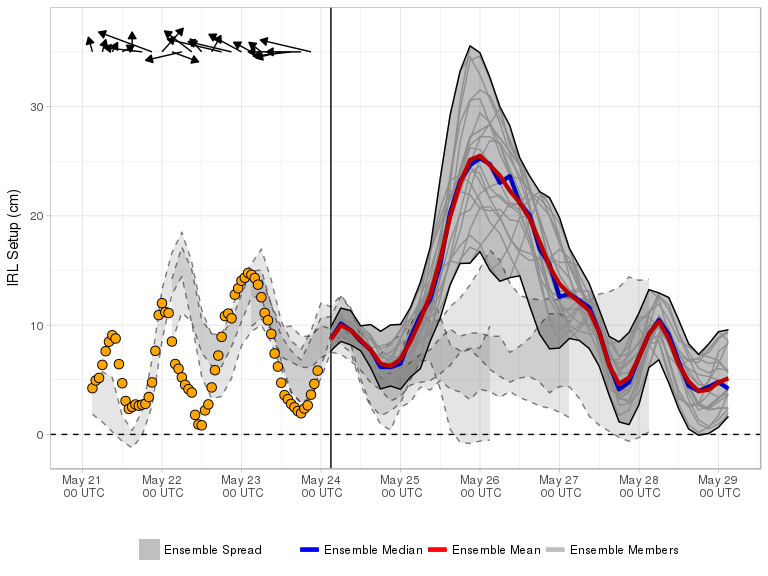 IRL Setup (cm)
30
20
10
0
May 21 May 22 May 23 May 24 May 25 May 26 May 27 May 28 May 29
00 UTC 00 UTC 00 UTC 00 UTC 00 UTC 00 UTC 00 UTC 00 UTC 00 UTC
Ensemble Spread Ensemble Median Ensemble Mean Ensemble Members